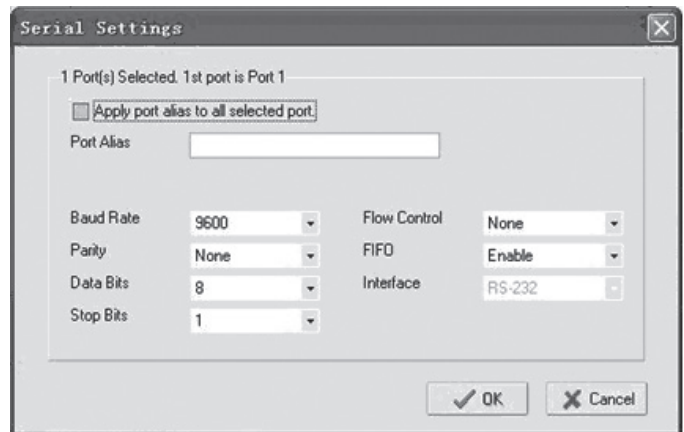 Serial Settings
1 Port(s) Selected. 1st port is Port 1
Apply port alias to all selected port.
Port Alias
Baud Rate 9600 Flow Control None
Parity None FIFO Enable
Data Bits 8 Interface RS-232
Stop Bits 1
OK Cancel